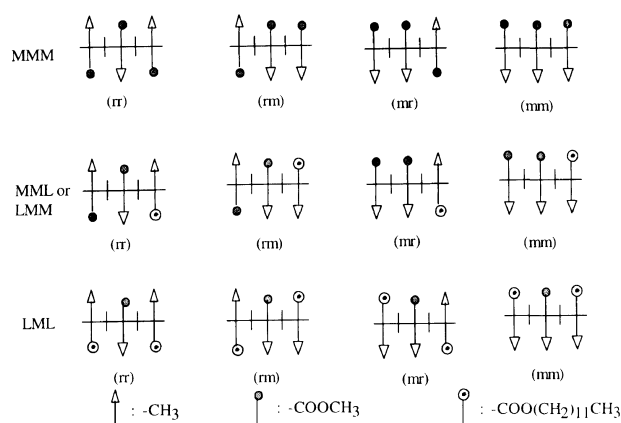 MMM
(rr) (rm) (mr) (mm)
MML or
LMM
(rr) (rm) (mr) (mm)
LML
(rr) (rm) (mr) (mm)
: -CH3 : -COOCH3 : -COO(CH2)11CH3